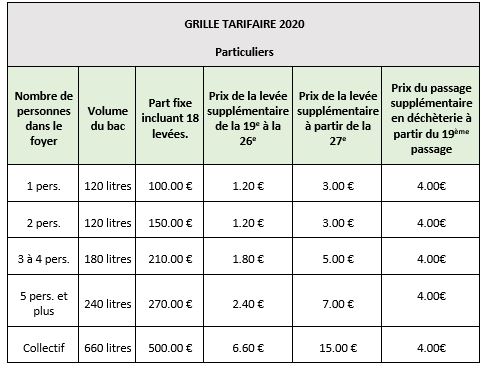 GRILLE TARIFAIRE 2020
Particuliers
Nombre de
personnes
dans le
foyer
Volume
du bac
Part fixe
incluant 18
levées.
Prix de la levée
supplémentaire
de la 19e à la
26e
Prix de la levée
supplémentaire
à partir de la
27e
Prix du passage
supplémentaire
en déchèterie à
partir du 19ème
passage
1 pers. 120 litres 100.00 € 1.20 € 3.00 € 4.00€
2 pers. 120 litres 150.00 € 1.20 € 3.00 € 4.00€
3 à 4 pers. 180 litres 210.00 € 1.80 € 5.00 € 4.00€
5 pers. et
plus
240 litres 270.00 € 2.40 € 7.00 € 4.00€
Collectif 660 litres 500.00 € 6.60 € 15.00 € 4.00€